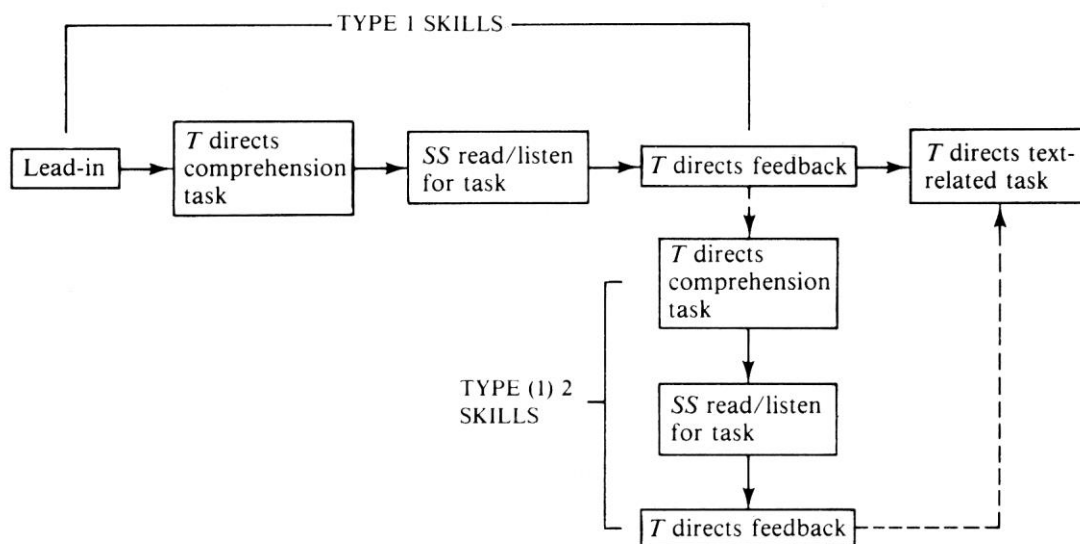 TYPE 1 SKILLS
Lead-in
T directs
comprehension
task
SS read/listen
for task
T directs feedback
T directs text-
related task
T directs
comprehension
task
TYPE (1) 2
SKILLS
SS read/listen
for task
T directs feedback